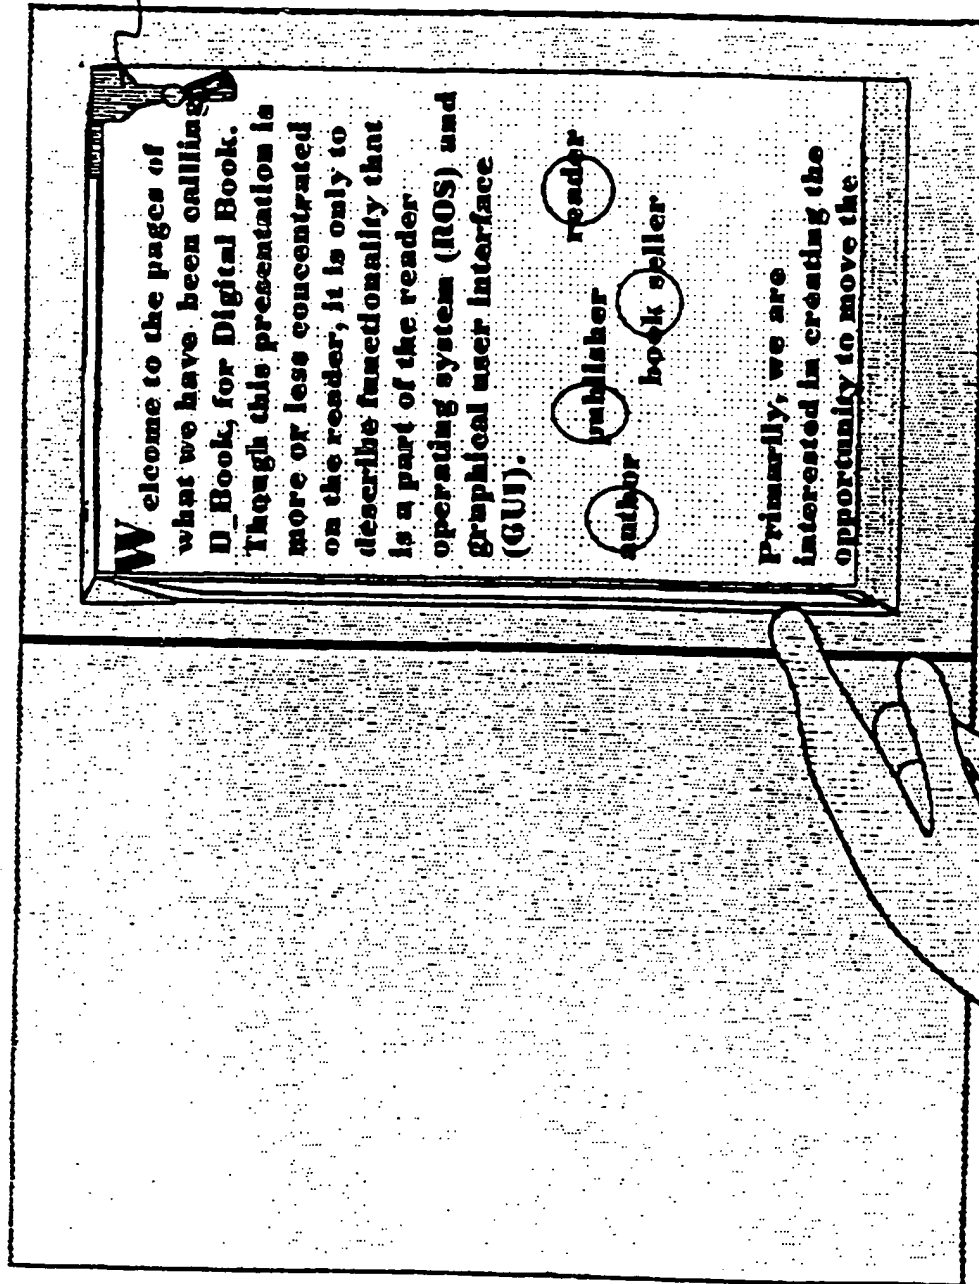 Welcome to the pages of
what we have been callling
D_Book, for Digital Book.
Though this presentation is
more or less concentrated
on the reader, it is only to
describe functionality that
is a part of the reader
operating system (ROS) and
graphical user interface
(GUI).
author
publisher
book seller
reader
Primarily, we are
interested in creating the
opportunity to move the